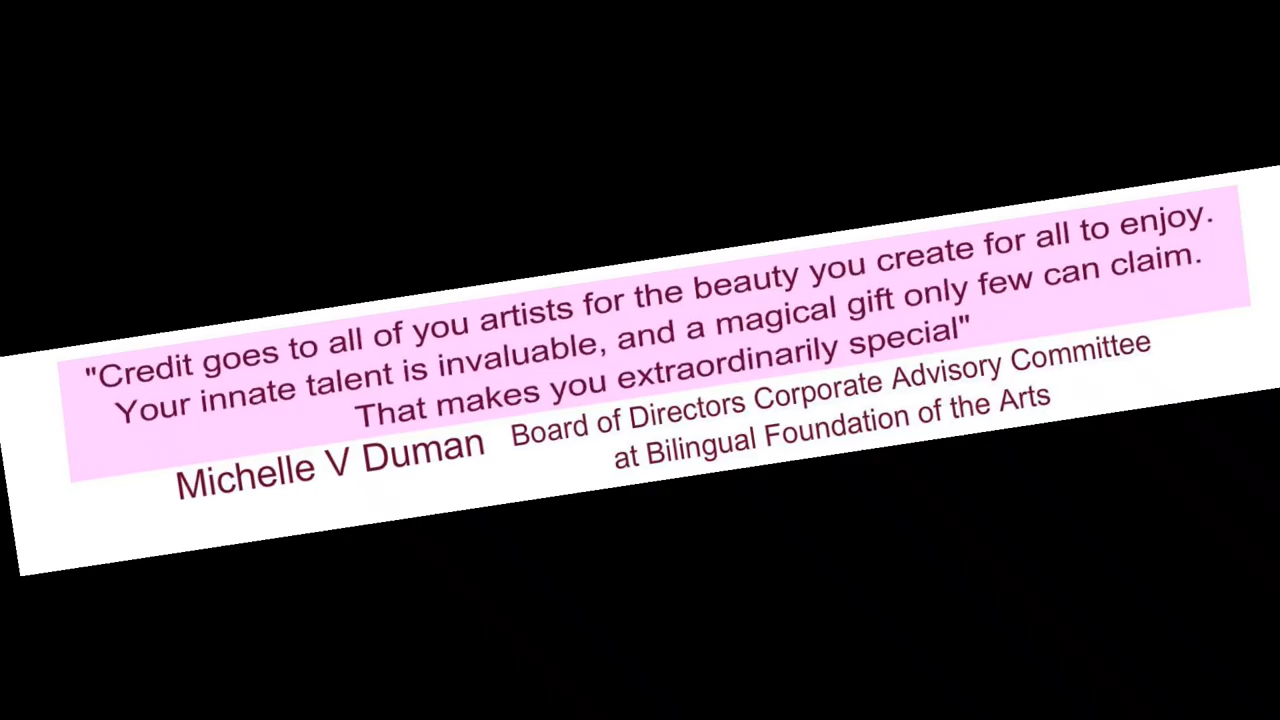 "Credit goes to all of you artists for the beauty you create for all to enjoy.
Your innate talent is invaluable, and a magical gift only few can claim.
That makes you extraordinarily special"
Michelle V Duman Board of Directors Corporate Advisory Committee
at Bilingual Foundation of the Arts